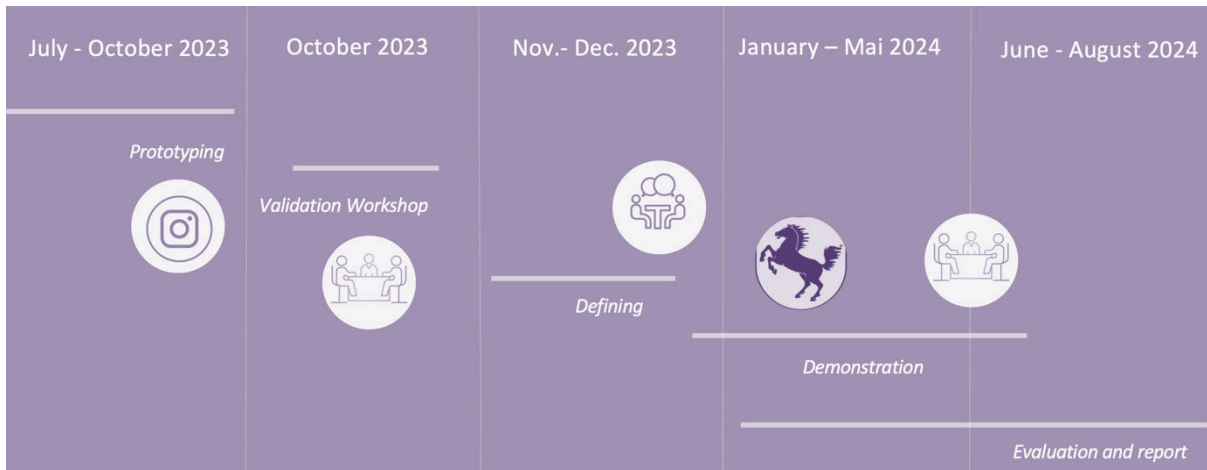 July - October 2023
October 2023
Nov.- Dec. 2023
January – Mai 2024
June - August 2024
Prototyping
Validation Workshop
Defining
Demonstration
Evaluation and report